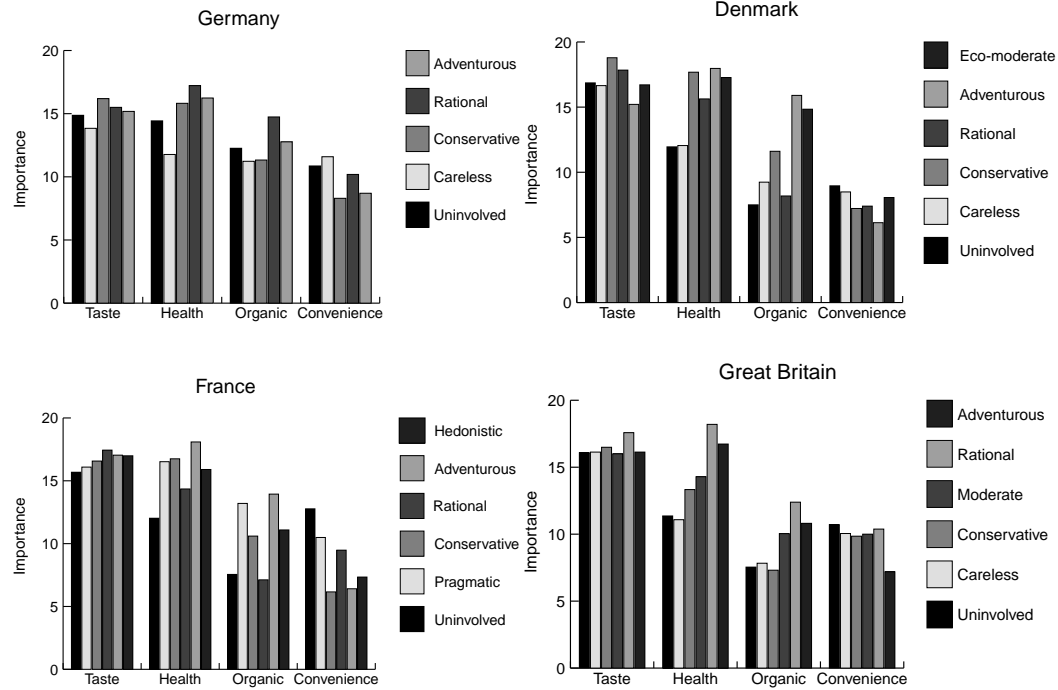 Germany
20
15
10
5
0
Importance
Taste
Health
Organic
Convenience
Adventurous
Rational
Conservative
Careless
Uninvolved
Denmark
20
15
10
5
0
Importance
Taste
Health
Organic
Convenience
Eco-moderate
Adventurous
Rational
Conservative
Careless
Uninvolved
France
20
15
10
5
0
Importance
Taste
Health
Organic
Convenience
Hedonistic
Adventurous
Rational
Conservative
Pragmatic
Uninvolved
Great Britain
20
15
10
5
0
Importance
Taste
Health
Organic
Convenience
Adventurous
Rational
Moderate
Conservative
Careless
Uninvolved